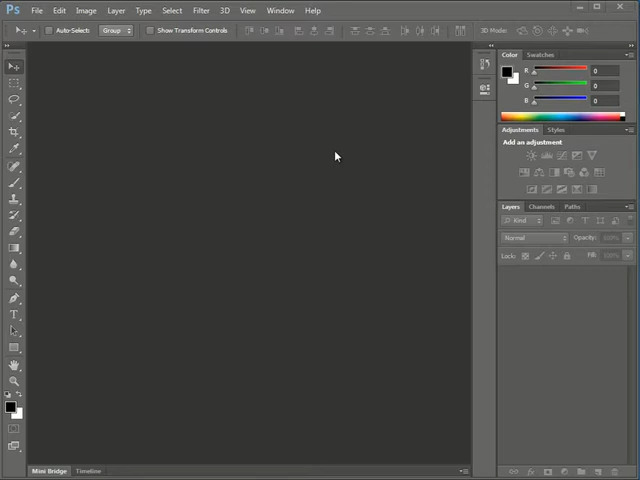 Ps File Edit Image Layer Type Select Filter 3D View Window Help
Auto-Select: Group Show Transform Controls 3D Mode:
Color Swatches
R 0
G 0
B 0
Adjustments Styles
Add an adjustment
Layers Channels Paths
Kind
Normal Opacity:
Lock: Fill:
T
Mini Bridge Timeline